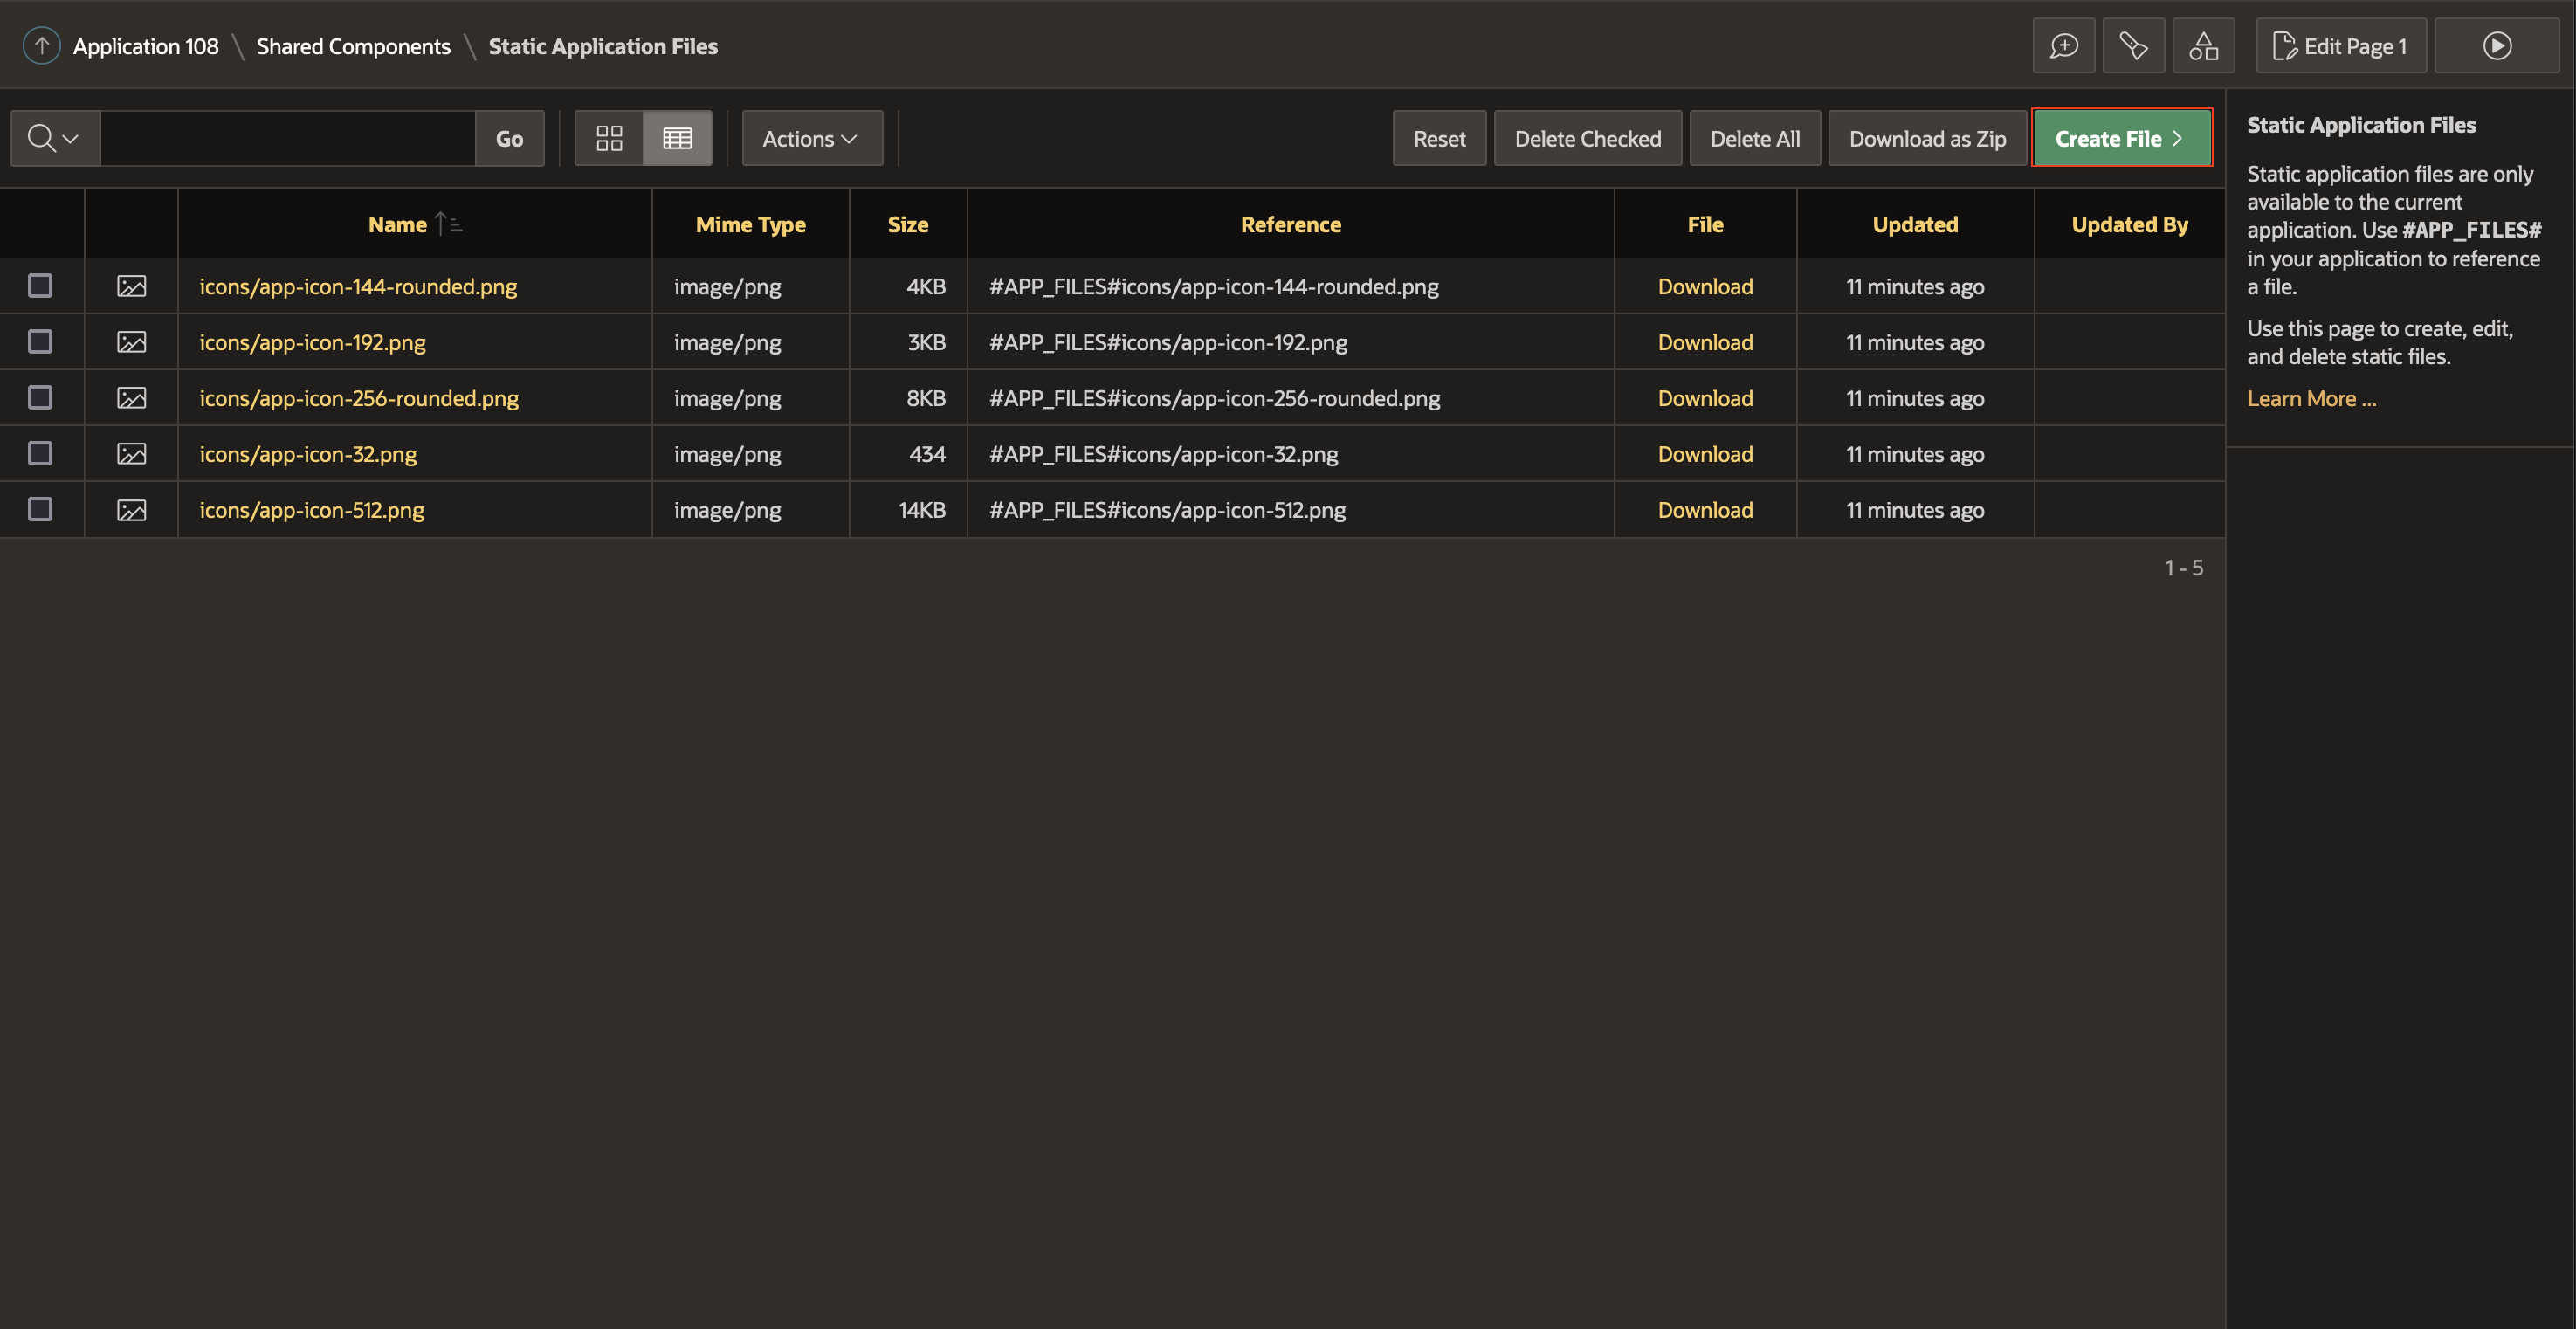 Application 108 \ Shared Components \ Static Application Files
Edit Page 1
Go
Actions
Reset
Delete Checked
Delete All
Download as Zip
Create File
Name Mime Type Size Reference File Updated Updated By
icons/app-icon-144-rounded.png image/png 4KB #APP_FILES#icons/app-icon-144-rounded.png Download 11 minutes ago
icons/app-icon-192.png image/png 3KB #APP_FILES#icons/app-icon-192.png Download 11 minutes ago
icons/app-icon-256-rounded.png image/png 8KB #APP_FILES#icons/app-icon-256-rounded.png Download 11 minutes ago
icons/app-icon-32.png image/png 434 #APP_FILES#icons/app-icon-32.png Download 11 minutes ago
icons/app-icon-512.png image/png 14KB #APP_FILES#icons/app-icon-512.png Download 11 minutes ago
1 - 5
Static Application Files
Static application files are only
available to the current
application. Use #APP_FILES#
in your application to reference
a file.
Use this page to create, edit,
and delete static files.
Learn More ...